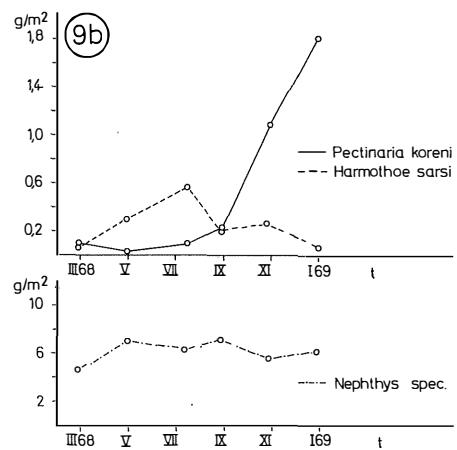 g/m²
9b
1,8
1,4
1,0
0,6
0,2
Pectinaria koreni
Harmothoe sarsi
III68 V VII IX XI I69 t
g/m²
10
6
2
Nephthys spec.
III68 V VII IX XI I69 t